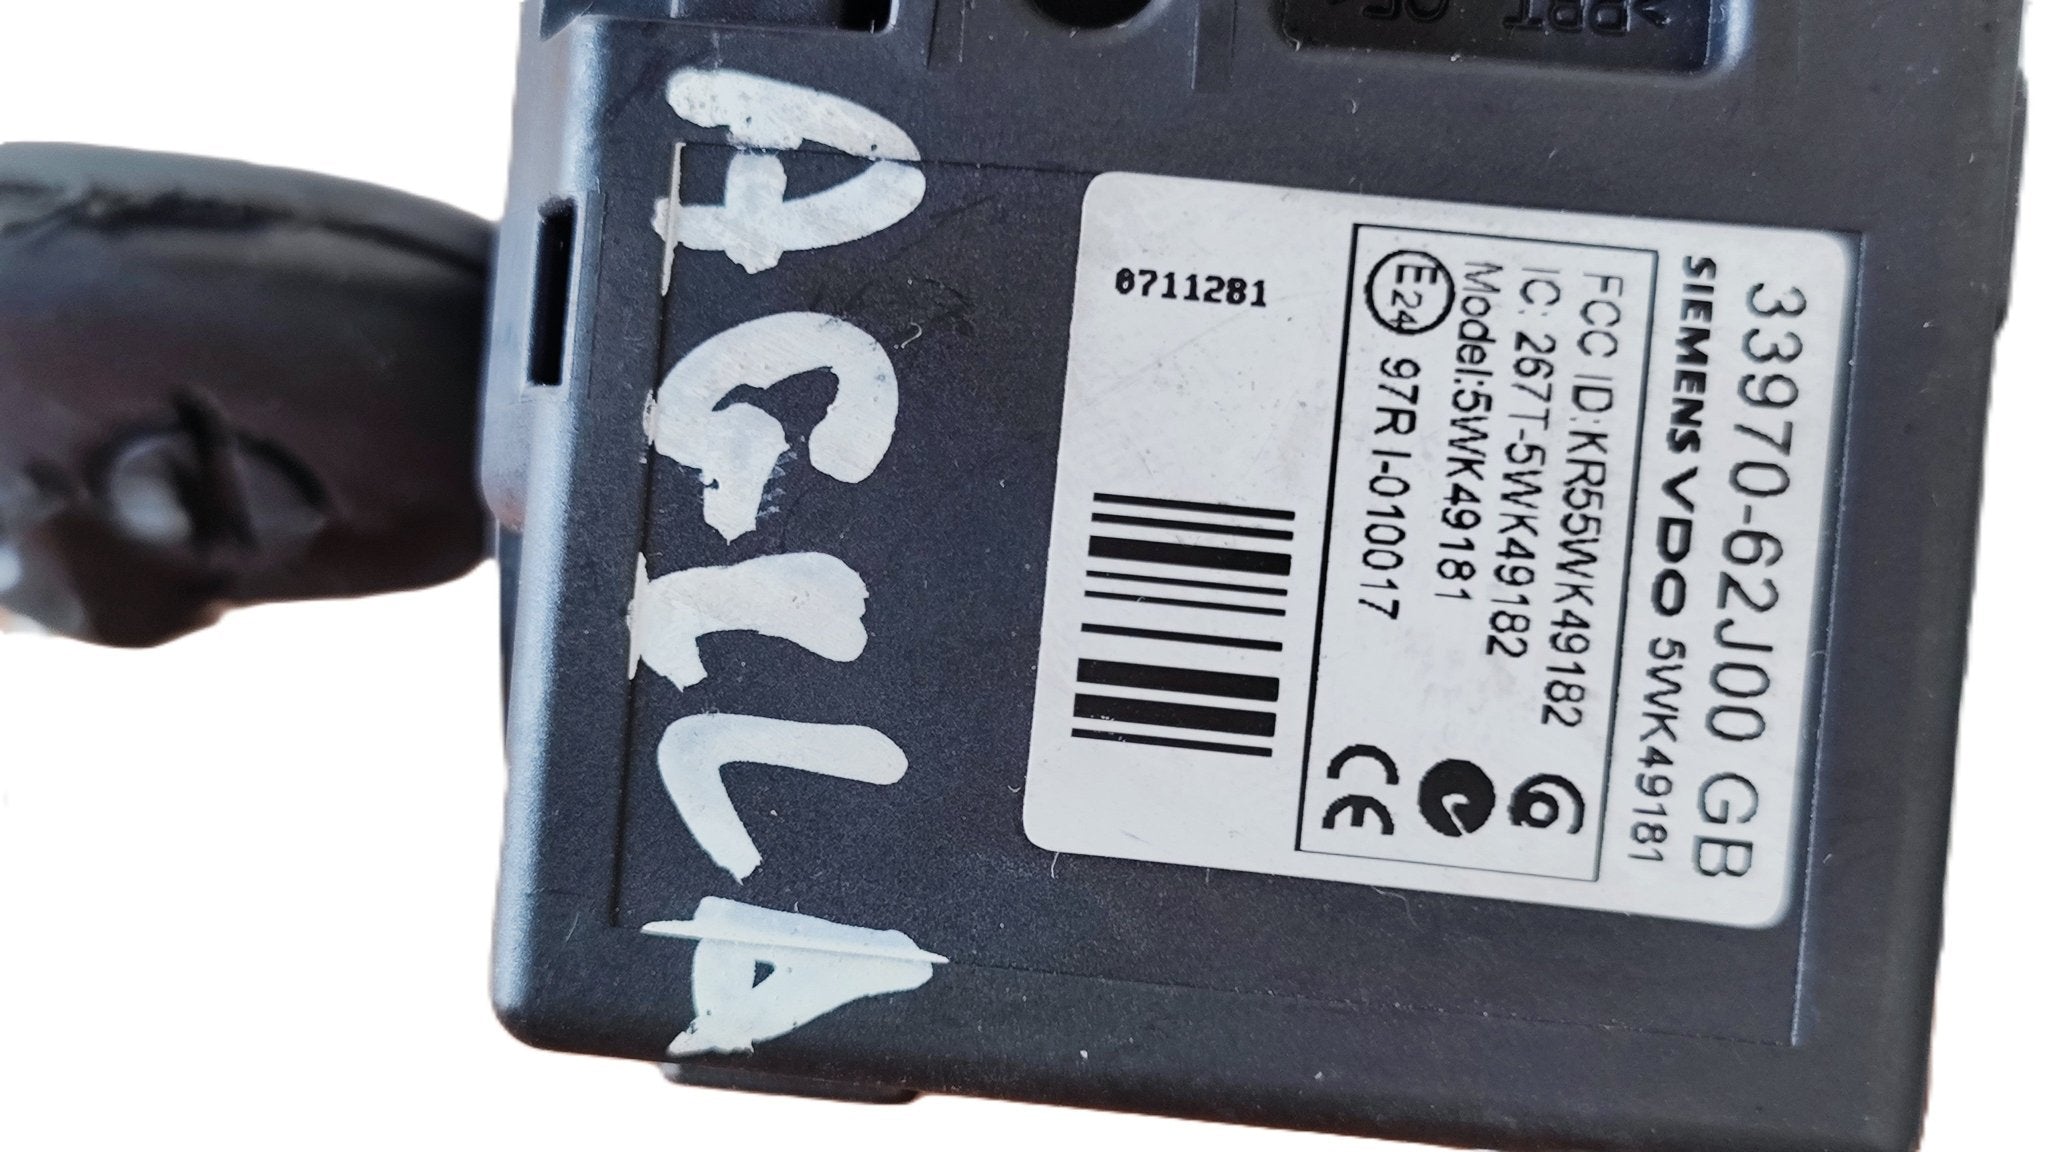 33970-62J00 GB
SIEMENS VDO 5WK49181
FCC ID:KR55WK49182
IC: 267T-5WK49182
Model:5WK49181
E24 97R I-010017
CE
0711281
AGILA